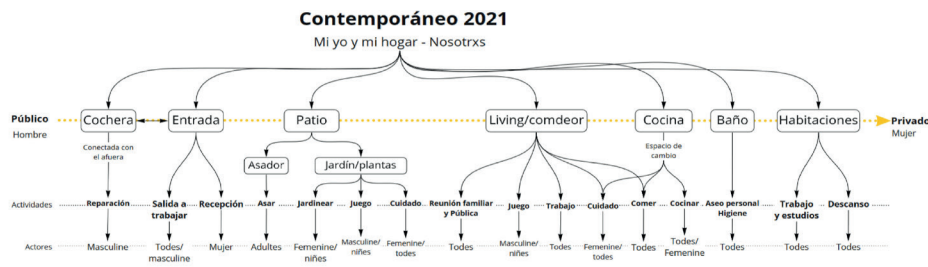 Contemporáneo 2021
Mi yo y mi hogar - Nosotrxs
Público
Hombre
Cochera
Entrada
Patio
Living/comdeor
Cocina
Baño
Habitaciones
Privado
Mujer
Conectada con
el afuera
Espacio de
cambio
Asador
Jardín/plantas
Actividades
Reparación
Salida a
trabajar
Recepción
Asar
Jardinear
Juego
Cuidado
Reunión familiar
y Pública
Juego
Trabajo
Cuidado
Comer
Cocinar
Aseo personal
Higiene
Trabajo
y estudios
Descanso
Actores
Masculine
Todes/
masculine
Mujer
Adultes
Femenine/
niñes
Masculine/
niñes
Femenine/
todes
Todes
Masculine/
niñes
Todes
Femenine/
todes
Todes
Todes/
Femenine
Todes
Todes
Todes